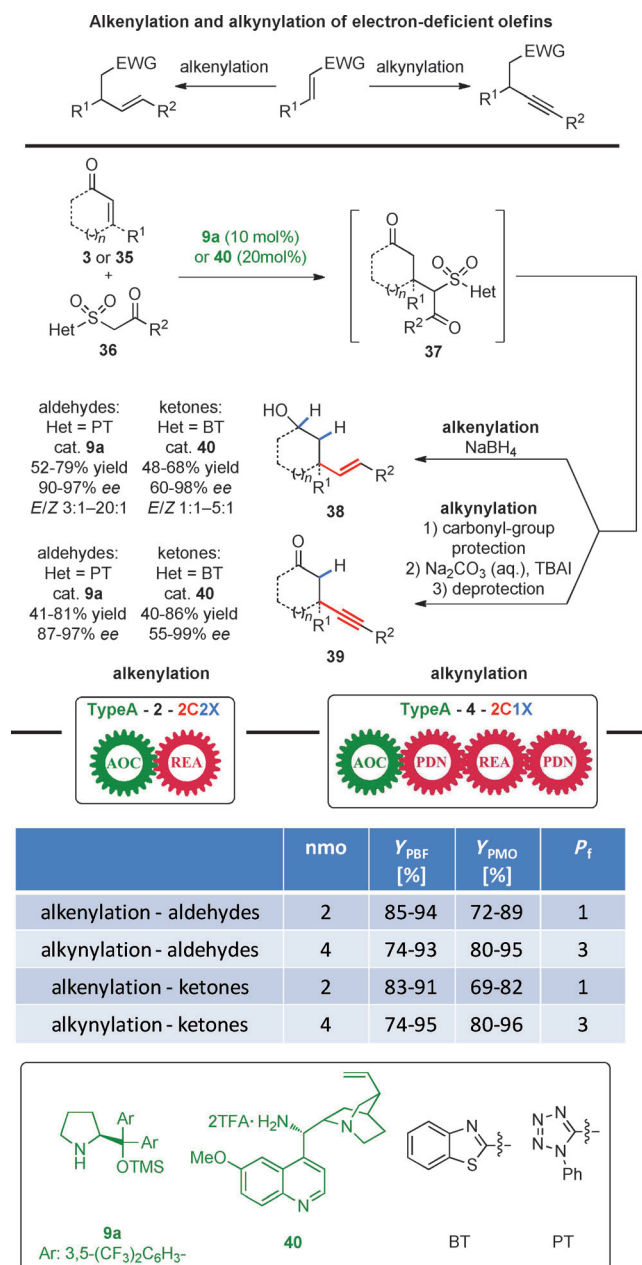 Alkenylation and alkynylation of electron-deficient olefins
EWG
R1
R2
alkenylation
EWG
R1
alkynylation
EWG
R1
R2
O
( )n
R1
3 or 35
+
O O
S
Het
O
R2
36
9a (10 mol%)
or 40 (20mol%)
O
( )n
R1
O O
S
Het
R2
O
37
aldehydes:
Het = PT
cat. 9a
52-79% yield
90-97% ee
E/Z 3:1–20:1
ketones:
Het = BT
cat. 40
48-68% yield
60-98% ee
E/Z 1:1–5:1
HO
H
H
( )n
R1
R2
38
alkenylation
NaBH4
alkynylation
1) carbonyl-group
protection
2) Na2CO3 (aq.), TBAI
3) deprotection
aldehydes:
Het = PT
cat. 9a
41-81% yield
87-97% ee
ketones:
Het = BT
cat. 40
40-86% yield
55-99% ee
O
H
( )n
R1
R2
39
alkenylation
alkynylation
TypeA - 2 - 2C2X
AOC REA
TypeA - 4 - 2C1X
AOC PDN REA PDN
nmo YPBF [%] YPMO [%] Pf
alkenylation - aldehydes 2 85-94 72-89 1
alkynylation - aldehydes 4 74-93 80-95 3
alkenylation - ketones 2 83-91 69-82 1
alkynylation - ketones 4 74-95 80-96 3
Ar
Ar
N
H
OTMS
9a
Ar: 3,5-(CF3)2C6H3-
2TFA· H2N
N
MeO
N
40
N
S
BT
N N
N
N
Ph
PT